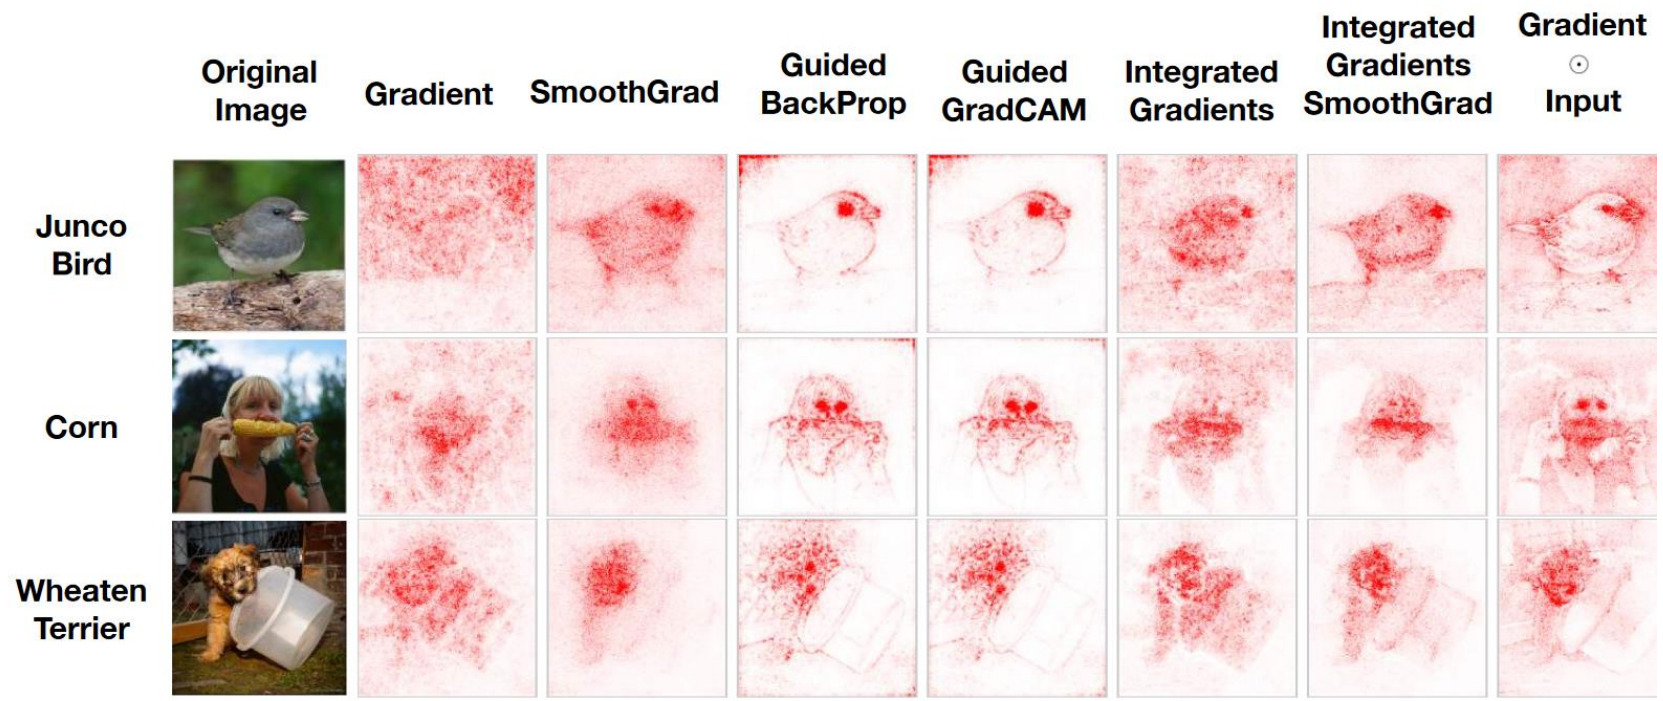 Original
Image
Gradient
SmoothGrad
Guided
BackProp
Guided
GradCAM
Integrated
Gradients
Integrated
Gradients
SmoothGrad
Gradient
⊙
Input
Junco
Bird
Corn
Wheaten
Terrier